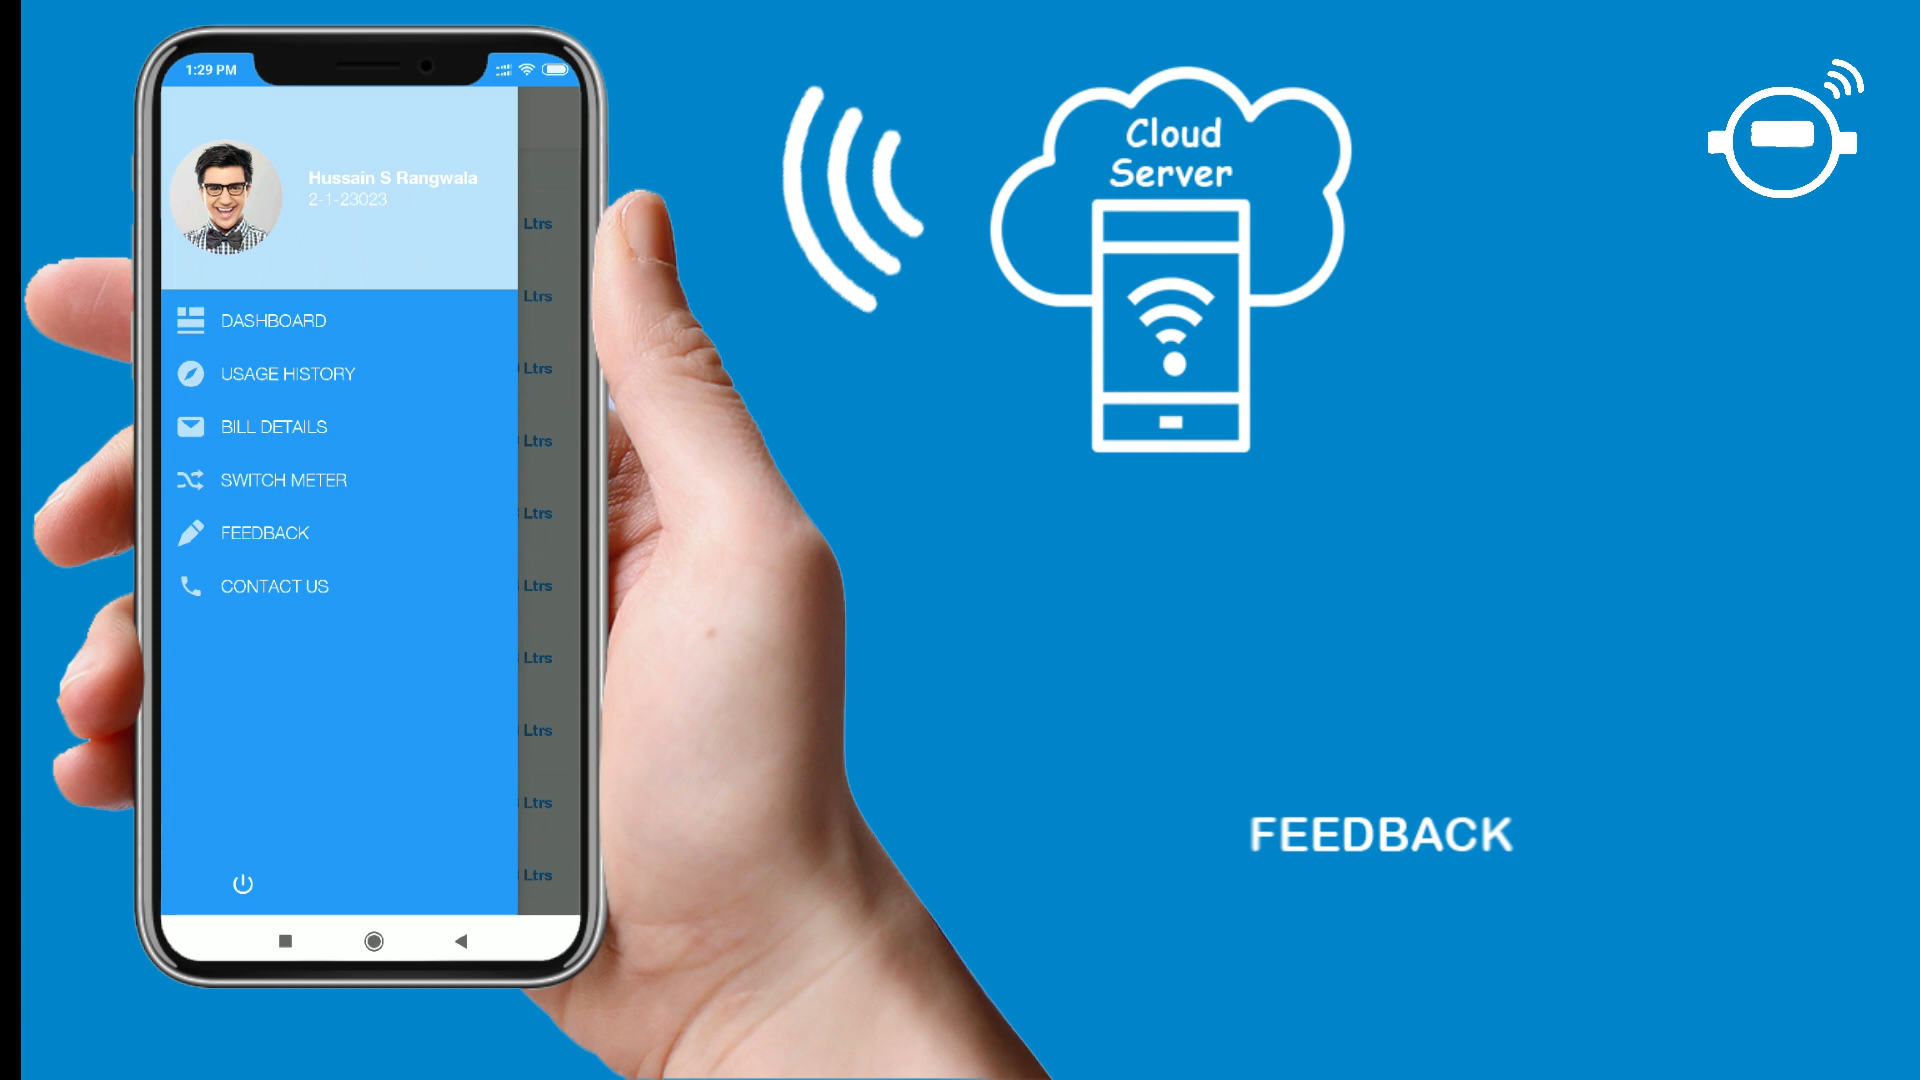 1:29 PM
Hussain S Rangwala
2-1-23023
DASHBOARD
USAGE HISTORY
BILL DETAILS
SWITCH METER
FEEDBACK
CONTACT US
Ltrs
Ltrs
Ltrs
Ltrs
Ltrs
Ltrs
Ltrs
Ltrs
Ltrs
Ltrs
Cloud
Server
FEEDBACK